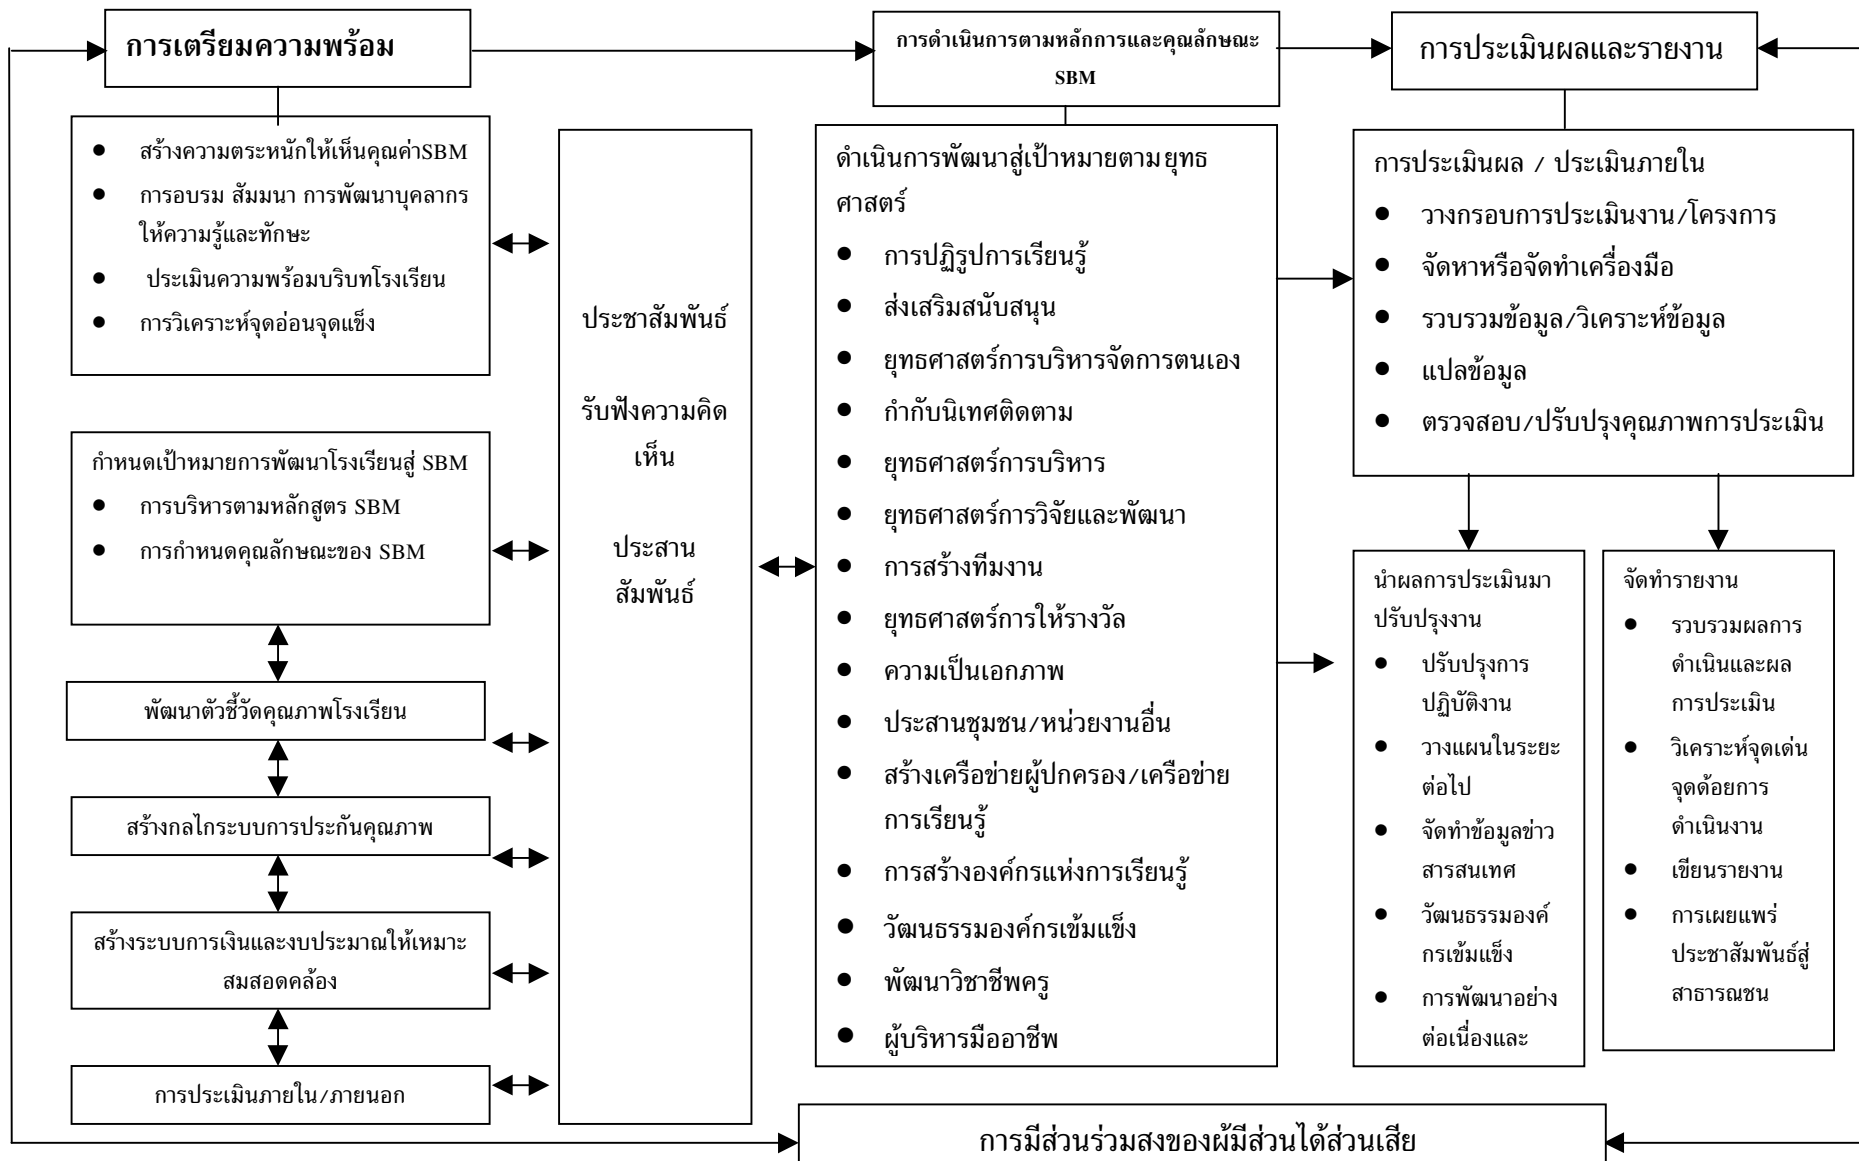 การเตรียมความพร้อม
การดำเนินการตามหลักการและคุณลักษณะ
SBM
การประเมินผลและรายงาน
สร้างความตระหนักให้เห็นคุณค่าSBM
การอบรม สัมมนา การพัฒนาบุคลากร
ให้ความรู้และทักษะ
ประเมินความพร้อมบริบทโรงเรียน
การวิเคราะห์จุดอ่อนจุดแข็ง
กำหนดเป้าหมายการพัฒนาโรงเรียนสู่ SBM
การบริหารตามหลักสูตร SBM
การกำหนดคุณลักษณะของ SBM
พัฒนาตัวชี้วัดคุณภาพโรงเรียน
สร้างกลไกระบบการประกันคุณภาพ
สร้างระบบการเงินและงบประมาณให้เหมาะ
สมสอดคล้อง
การประเมินภายใน/ภายนอก
ประชาสัมพันธ์
รับฟังความคิด
เห็น
ประสาน
สัมพันธ์
ดำเนินการพัฒนาสู่เป้าหมายตามยุทธ
ศาสตร์
การปฏิรูปการเรียนรู้
ส่งเสริมสนับสนุน
ยุทธศาสตร์การบริหารจัดการตนเอง
กำกับนิเทศติดตาม
ยุทธศาสตร์การบริหาร
ยุทธศาสตร์การวิจัยและพัฒนา
การสร้างทีมงาน
ยุทธศาสตร์การให้รางวัล
ความเป็นเอกภาพ
ประสานชุมชน/หน่วยงานอื่น
สร้างเครือข่ายผู้ปกครอง/เครือข่าย
การเรียนรู้
การสร้างองค์กรแห่งการเรียนรู้
วัฒนธรรมองค์กรเข้มแข็ง
พัฒนาวิชาชีพครู
ผู้บริหารมืออาชีพ
การประเมินผล / ประเมินภายใน
วางกรอบการประเมินงาน/โครงการ
จัดหาหรือจัดทำเครื่องมือ
รวบรวมข้อมูล/วิเคราะห์ข้อมูล
แปลข้อมูล
ตรวจสอบ/ปรับปรุงคุณภาพการประเมิน
นำผลการประเมินมา
ปรับปรุงงาน
ปรับปรุงการ
ปฏิบัติงาน
วางแผนในระยะ
ต่อไป
จัดทำข้อมูลข่าว
สารสนเทศ
วัฒนธรรมองค์
กรเข้มแข็ง
การพัฒนาอย่าง
ต่อเนื่องและ
จัดทำรายงาน
รวบรวมผลการ
ดำเนินและผล
การประเมิน
วิเคราะห์จุดเด่น
จุดด้อยการ
ดำเนินงาน
เขียนรายงาน
การเผยแพร่
ประชาสัมพันธ์สู่
สาธารณชน
การมีส่วนร่วมสงของผ้มีส่วนได้ส่วนเสีย